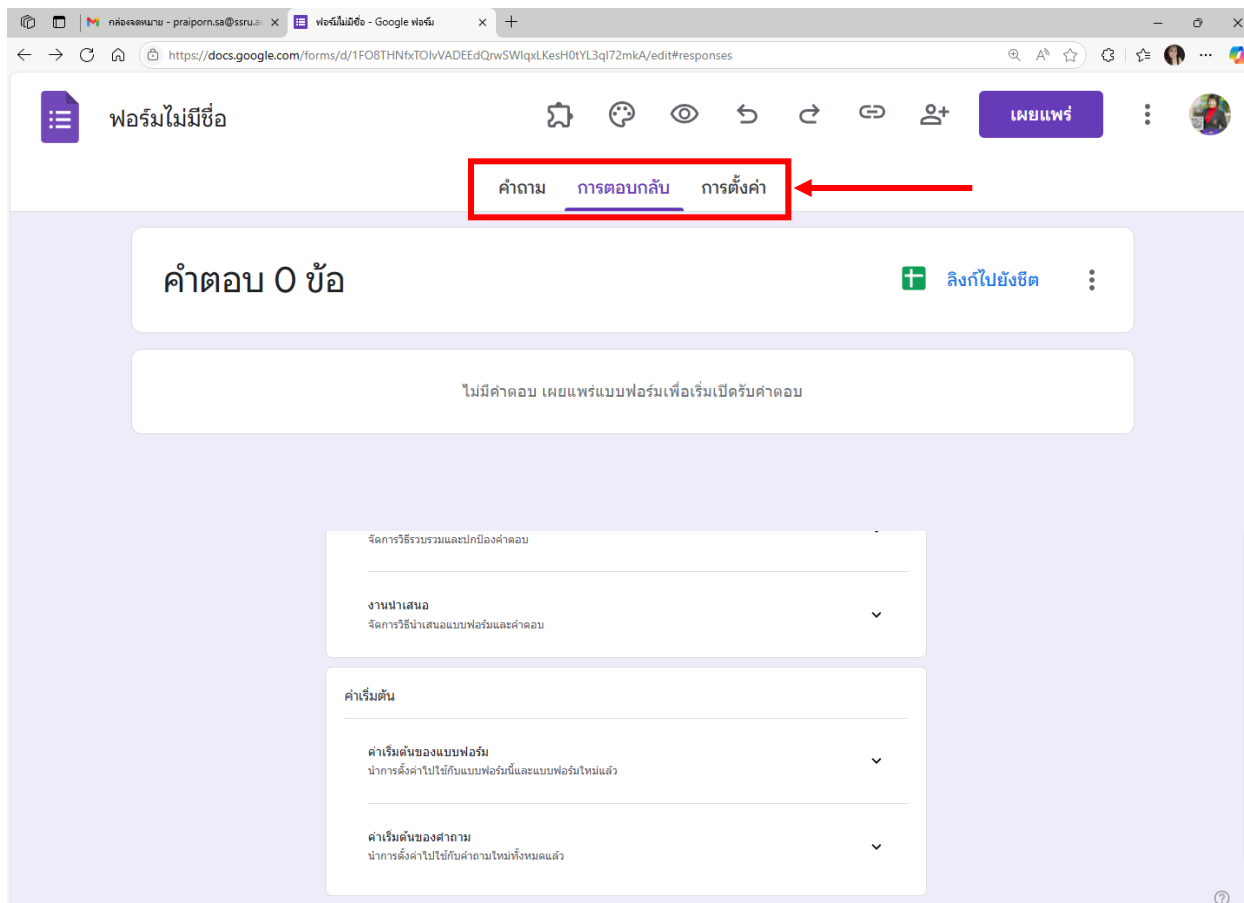 กล่องจดหมาย - praiporn.sa@ssru.ac
ฟอร์มไม่มีชื่อ - Google ฟอร์ม
https://docs.google.com/forms/d/1FO8THNfxTOIvVADEEdQrwSWIqxLKesH0tYL3qI72mkA/edit#responses
ฟอร์มไม่มีชื่อ
เผยแพร่
คำถาม การตอบกลับ การตั้งค่า
คำตอบ 0 ข้อ
ลิงก์ไปยังชีต
ไม่มีคำตอบ เผยแพร่แบบฟอร์มเพื่อเริ่มเปิดรับคำตอบ
จัดการวิธีรวบรวมและปกป้องคำตอบ
งานนำเสนอ
จัดการวิธีนำเสนอแบบฟอร์มและคำตอบ
ค่าเริ่มต้น
ค่าเริ่มต้นของแบบฟอร์ม
นำการตั้งค่าไปใช้กับแบบฟอร์มนี้และแบบฟอร์มใหม่แล้ว
ค่าเริ่มต้นของคำถาม
นำการตั้งค่าไปใช้กับคำถามใหม่ทั้งหมดแล้ว